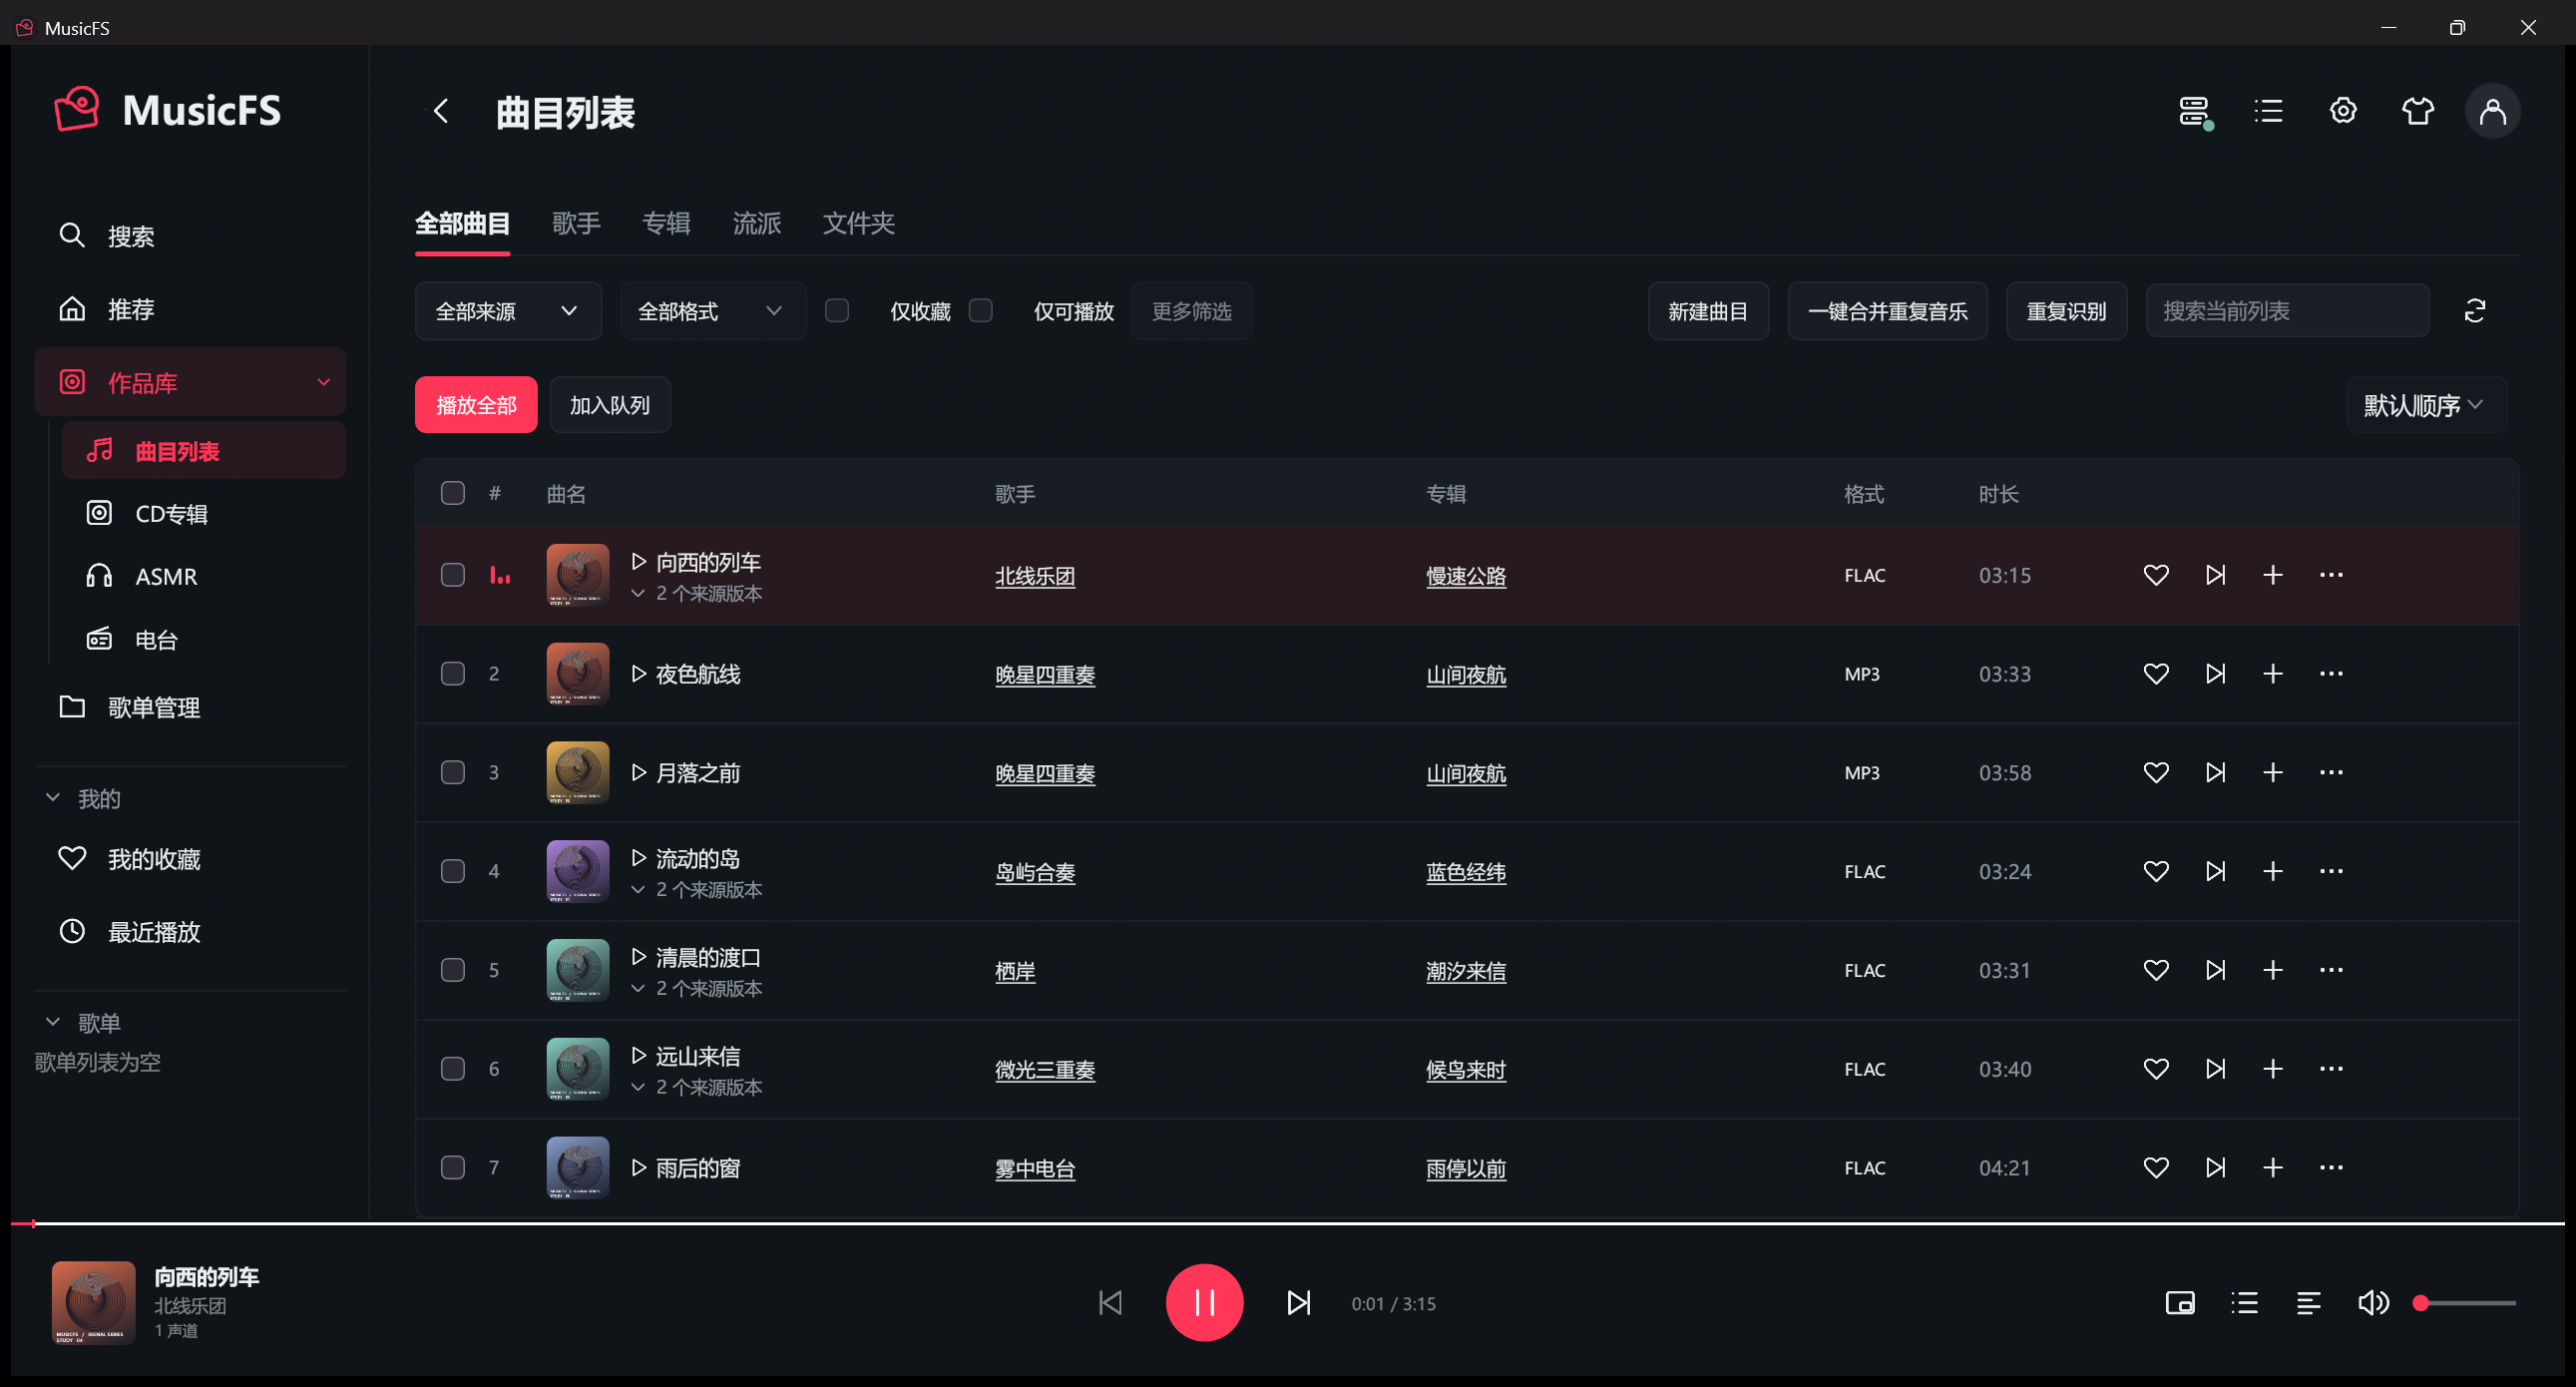 MusicFS
MusicFS
搜索
推荐
作品库
曲目列表
CD专辑
ASMR
电台
歌单管理
我的
我的收藏
最近播放
歌单
歌单列表为空
曲目列表
全部曲目 歌手 专辑 流派 文件夹
全部来源 全部格式 仅收藏 仅可播放 更多筛选 新建曲目 一键合并重复音乐 重复识别 搜索当前列表
播放全部 加入队列 默认顺序
# 曲名 歌手 专辑 格式 时长
向西的列车 北线乐团 慢速公路 FLAC 03:15
2 个来源版本
2 夜色航线 晚星四重奏 山间夜航 MP3 03:33
3 月落之前 晚星四重奏 山间夜航 MP3 03:58
4 流动的岛 岛屿合奏 蓝色经纬 FLAC 03:24
2 个来源版本
5 清晨的渡口 栖岸 潮汐来信 FLAC 03:31
2 个来源版本
6 远山来信 微光三重奏 候鸟来时 FLAC 03:40
2 个来源版本
7 雨后的窗 雾中电台 雨停以前 FLAC 04:21
MUSICFS / SIGNAL SERIES
STUDY 04
向西的列车
北线乐团
1 声道
0:01 / 3:15